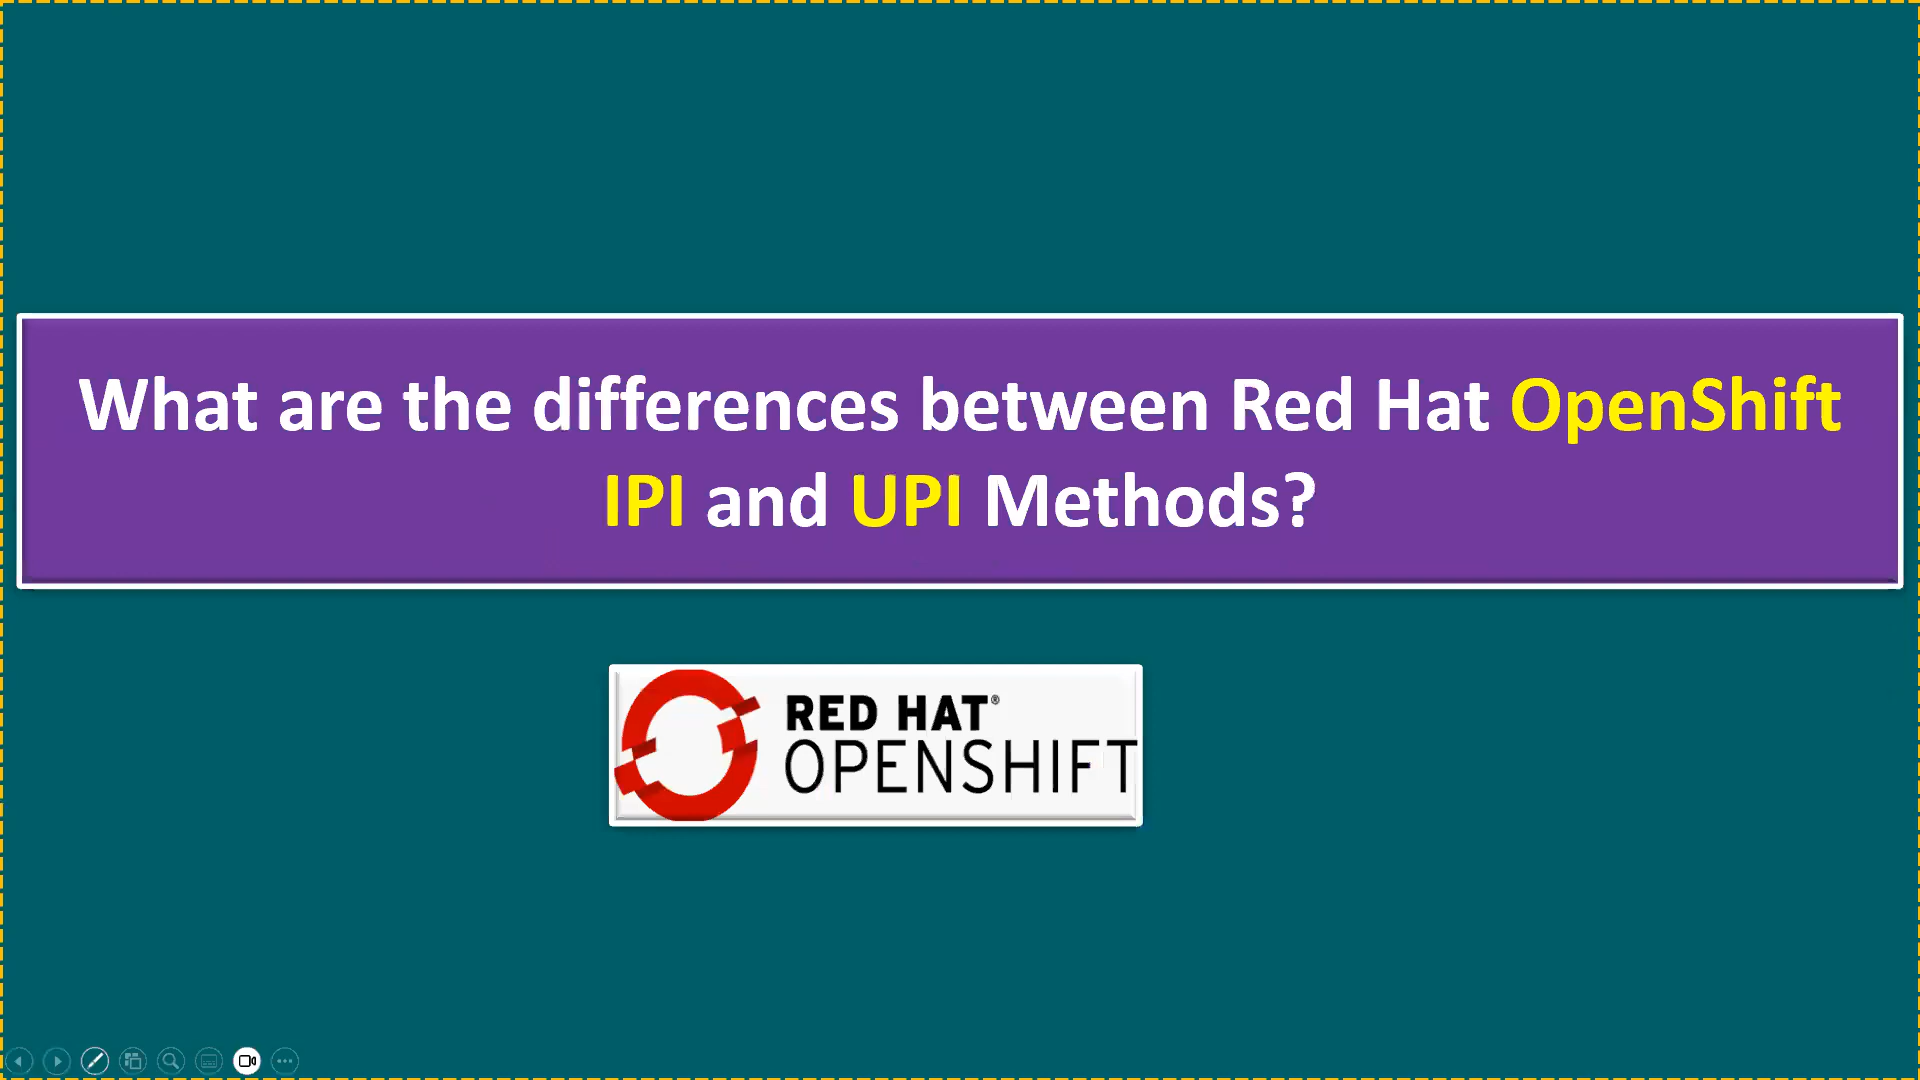 What are the differences between Red Hat OpenShift
IPI and UPI Methods?
RED HAT®
OPENSHIFT